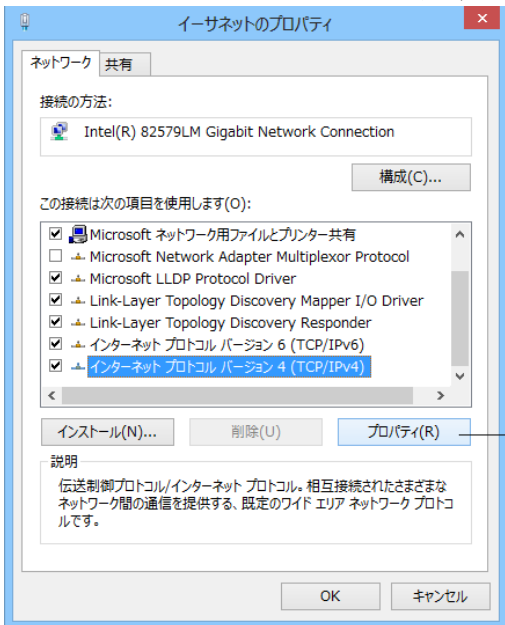 イーサネットのプロパティ
ネットワーク 共有
接続の方法:
Intel(R) 82579LM Gigabit Network Connection
構成(C)...
この接続は次の項目を使用します(O):
Microsoft ネットワーク用ファイルとプリンター共有
Microsoft Network Adapter Multiplexor Protocol
Microsoft LLDP Protocol Driver
Link-Layer Topology Discovery Mapper I/O Driver
Link-Layer Topology Discovery Responder
インターネット プロトコル バージョン 6 (TCP/IPv6)
インターネット プロトコル バージョン 4 (TCP/IPv4)
インストール(N)... 削除(U) プロパティ(R)
説明
伝送制御プロトコル/インターネット プロトコル。相互接続されたさまざまな
ネットワーク間の通信を提供する、既定のワイド エリア ネットワーク プロトコ
ルです。
OK キャンセル